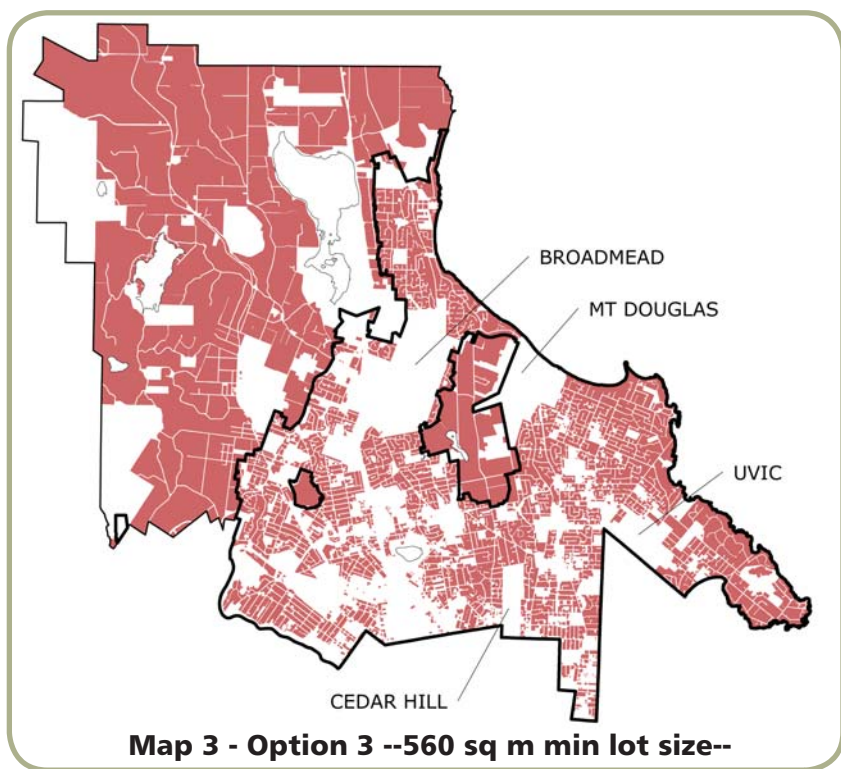 BROADMEAD
MT DOUGLAS
UVIC
CEDAR HILL
Map 3 - Option 3 --560 sq m min lot size--